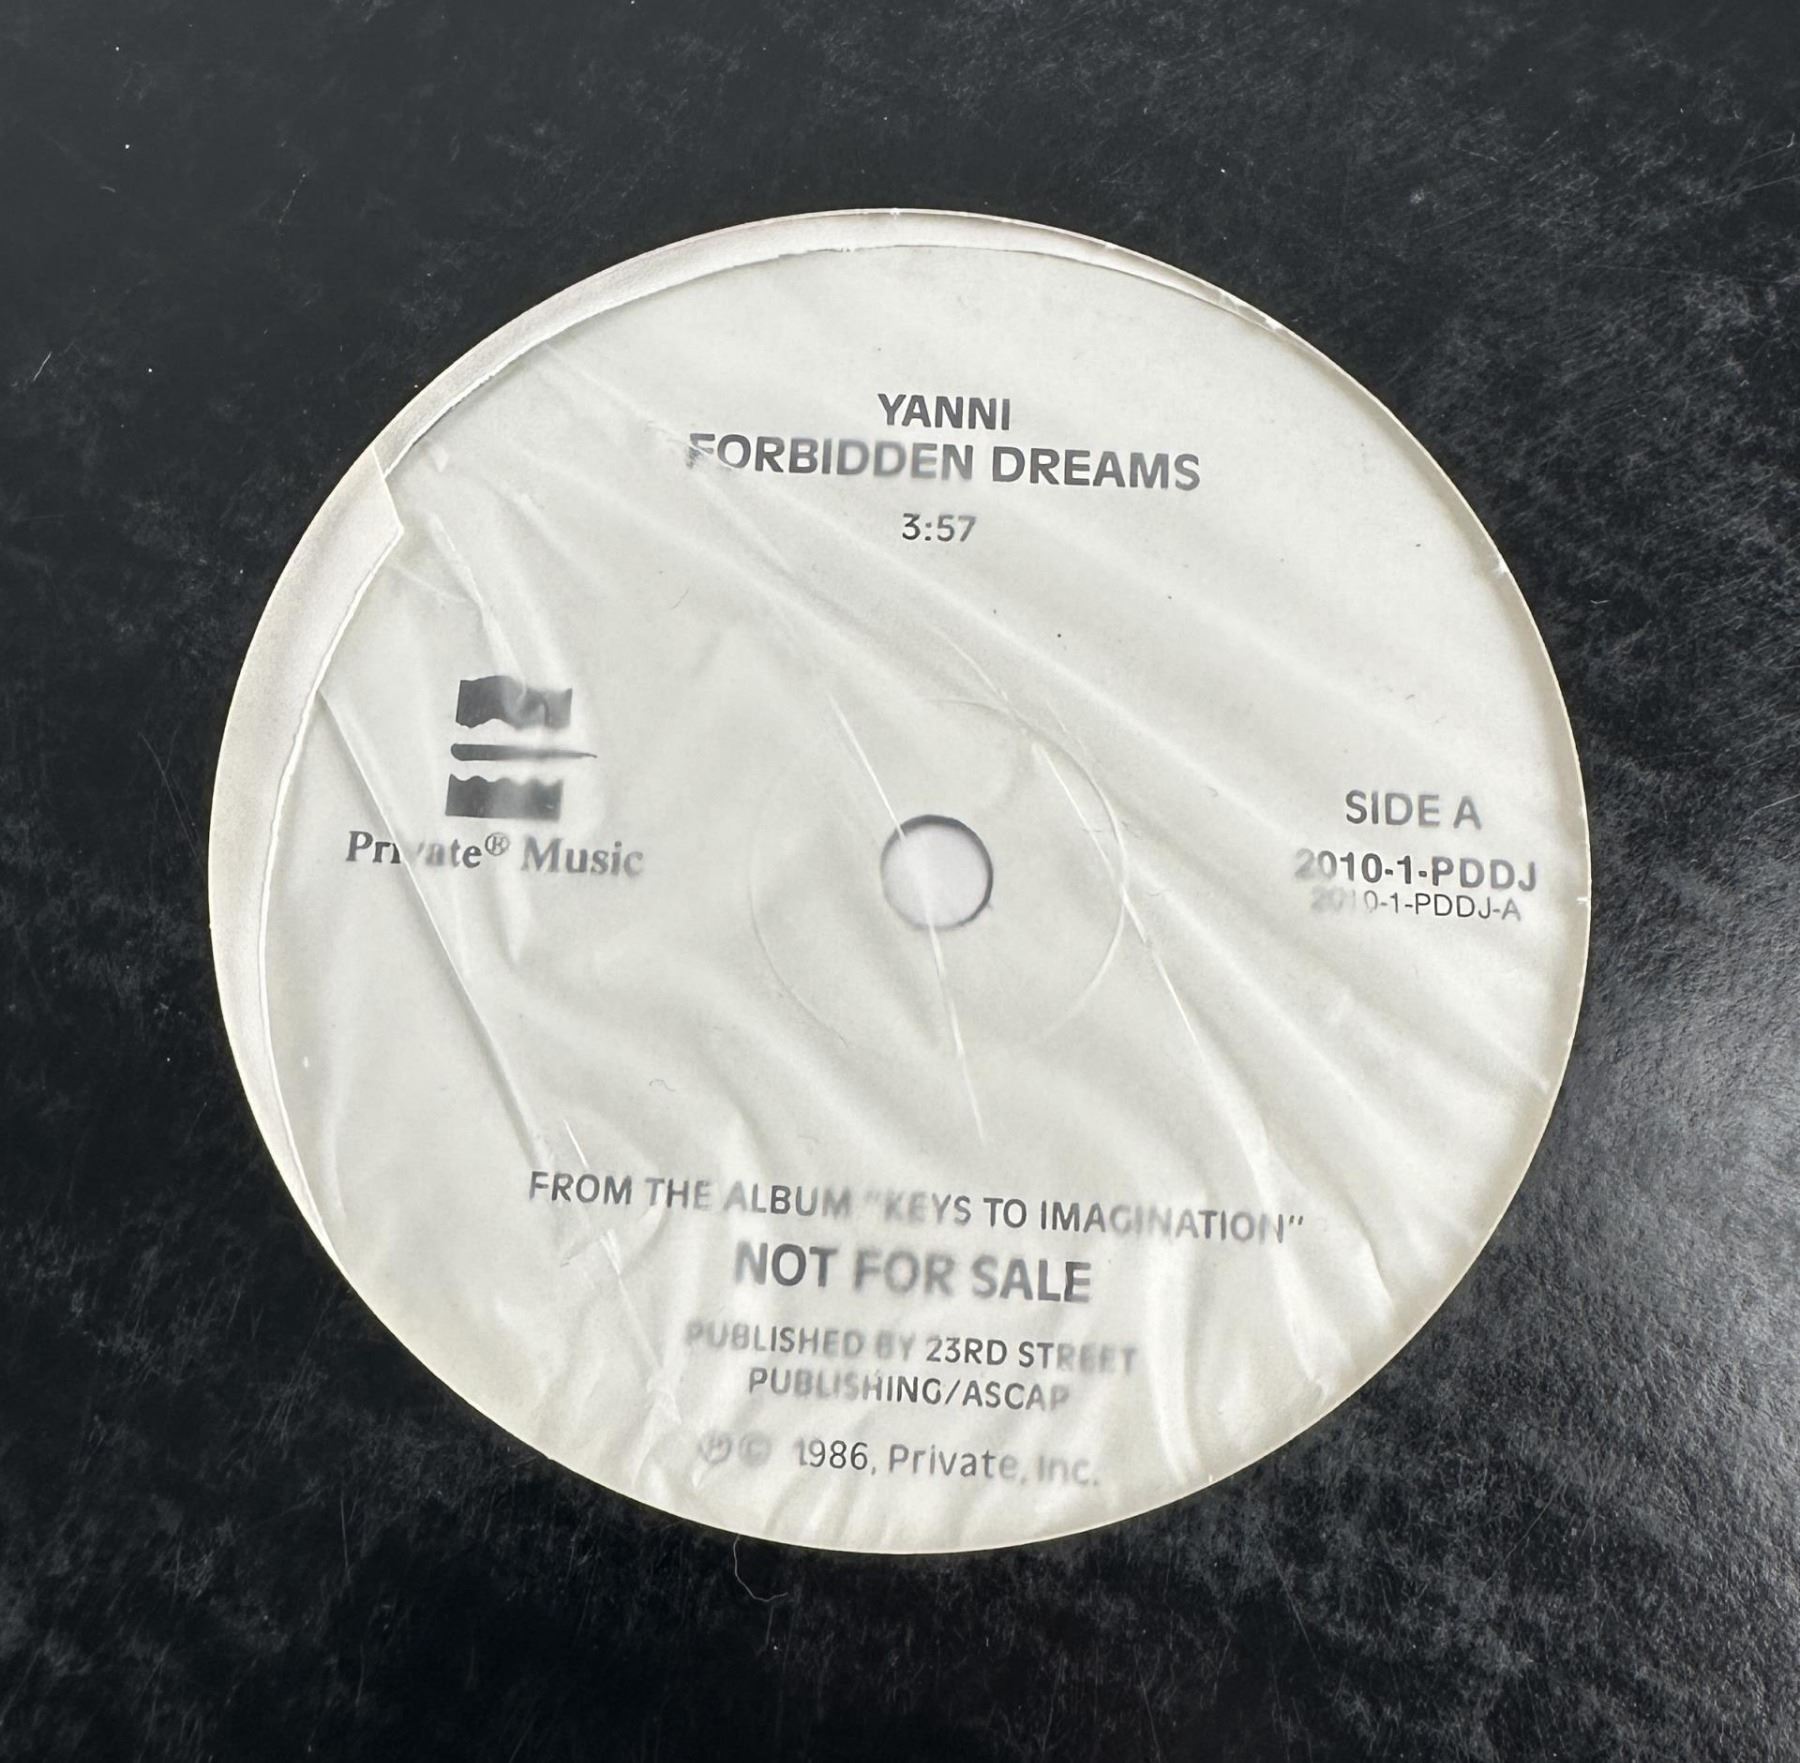 YANNI
FORBIDDEN DREAMS
3:57
Private® Music
SIDE A
2010-1-PDDJ
2010-1-PDDJ-A
FROM THE ALBUM "KEYS TO IMAGINATION"
NOT FOR SALE
PUBLISHED BY 23RD STREET
PUBLISHING/ASCAP
℗© 1986, Private, Inc.